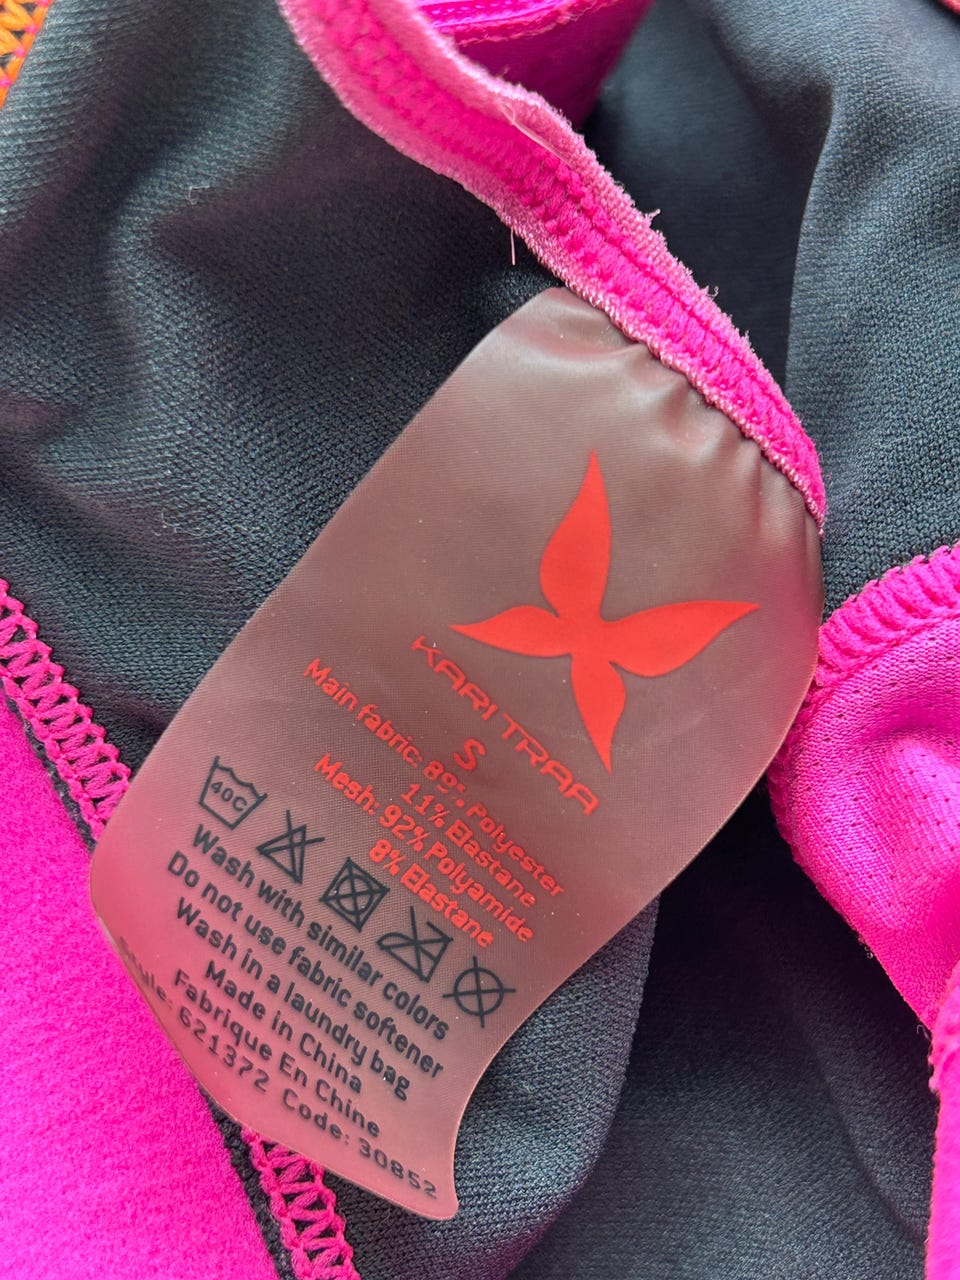 KARI TRAA
S
Main fabric: 89% Polyester
11% Elastane
Mesh: 92% Polyamide
8% Elastane
40C
Wash with similar colors
Do not use fabric softener
Wash in a laundry bag
Made in China
Fabrique En Chine
Style: 621372 Code: 30852